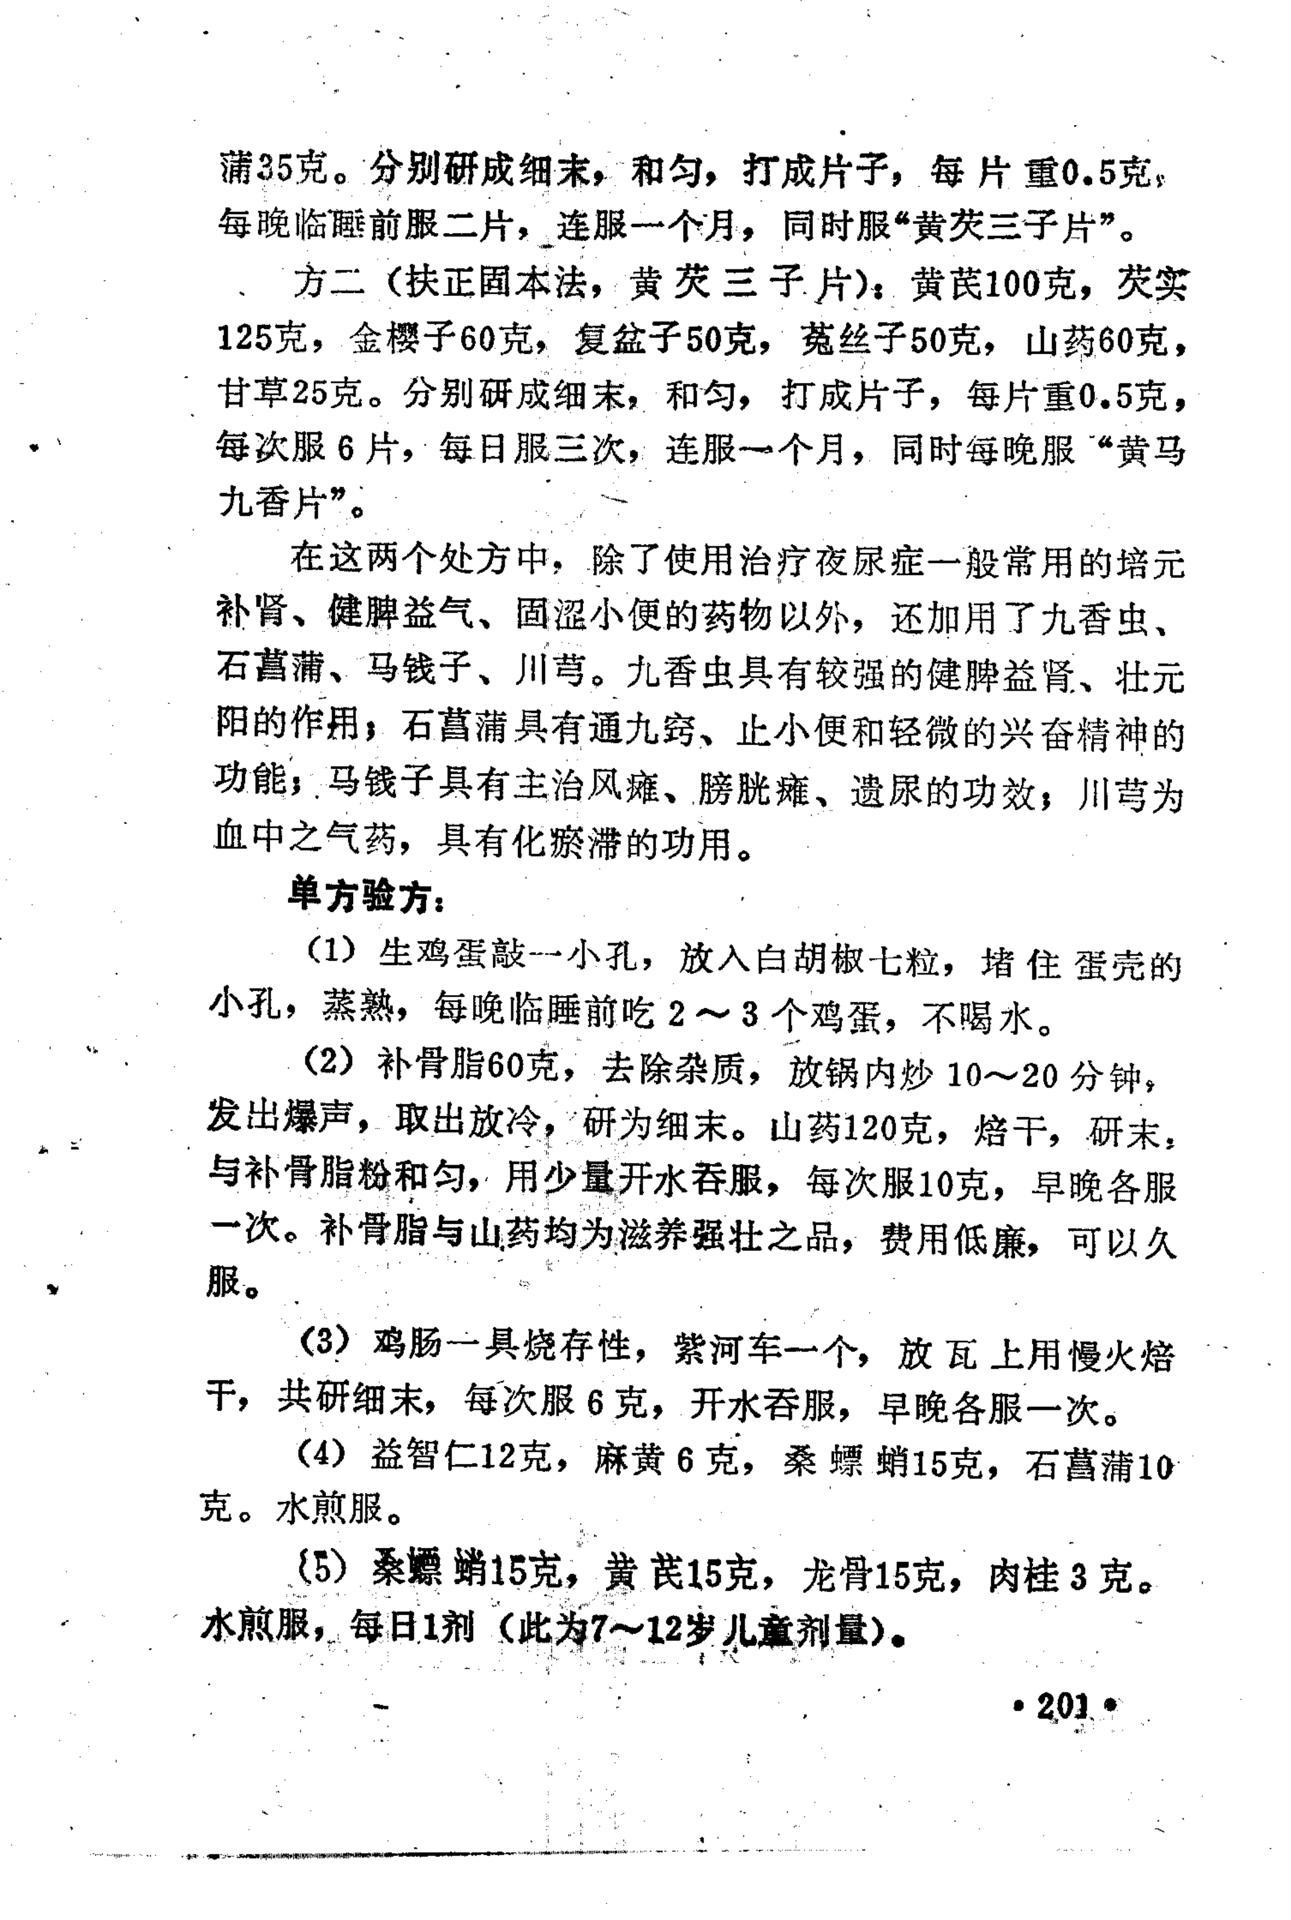 蒲35克。分别研成细末，和匀，打成片子，每片重0.5克，
每晚临睡前服二片，连服一个月，同时服“黄芡三子片”。
方二（扶正固本法，黄芡三子片）：黄芪100克，芡实
125克，金樱子60克，复盆子50克，菟丝子50克，山药60克，
甘草25克。分别研成细末，和匀，打成片子，每片重0.5克，
每次服6片，每日服三次，连服一个月，同时每晚服“黄马
九香片”。
在这两个处方中，除了使用治疗夜尿症一般常用的培元
补肾、健脾益气、固涩小便的药物以外，还加用了九香虫、
石菖蒲、马钱子、川芎。九香虫具有较强的健脾益肾、壮元
阳的作用；石菖蒲具有通九窍、止小便和轻微的兴奋精神的
功能；马钱子具有主治风瘫、膀胱瘫、遗尿的功效；川芎为
血中之气药，具有化瘀滞的功用。
单方验方：
（1）生鸡蛋敲一小孔，放入白胡椒七粒，堵住蛋壳的
小孔，蒸熟，每晚临睡前吃2～3个鸡蛋，不喝水。
（2）补骨脂60克，去除杂质，放锅内炒10～20分钟，
发出爆声，取出放冷，研为细末。山药120克，焙干，研末，
与补骨脂粉和匀，用少量开水吞服，每次服10克，早晚各服
一次。补骨脂与山药均为滋养强壮之品，费用低廉，可以久
服。
（3）鸡肠一具烧存性，紫河车一个，放瓦上用慢火焙
干，共研细末，每次服6克，开水吞服，早晚各服一次。
（4）益智仁12克，麻黄6克，桑螵蛸15克，石菖蒲10
克。水煎服。
（5）桑螵蛸15克，黄芪15克，龙骨15克，肉桂3克。
水煎服，每日1剂（此为7～12岁儿童剂量）。
•201•